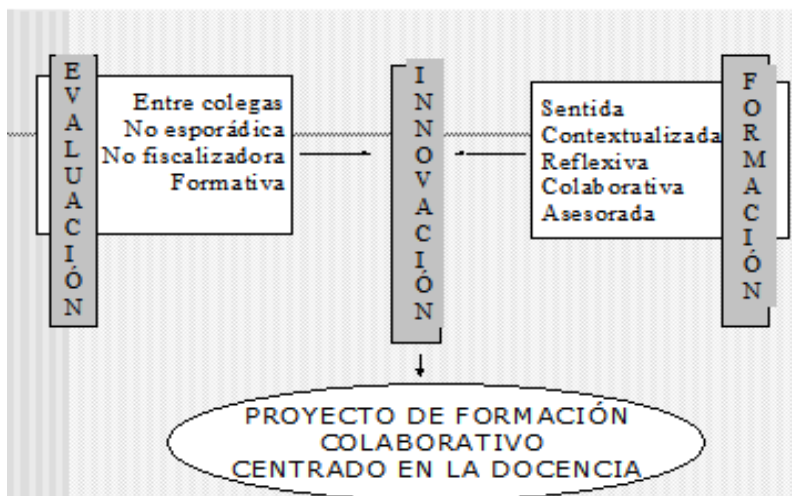 EVALUACIÓN
Entre colegas
No esporádica
No fiscalizadora
Formativa
INNOVACIÓN
Sentida
Contextualizada
Reflexiva
Colaborativa
Asesorada
FORMACIÓN
PROYECTO DE FORMACIÓN
COLABORATIVO
CENTRADO EN LA DOCENCIA